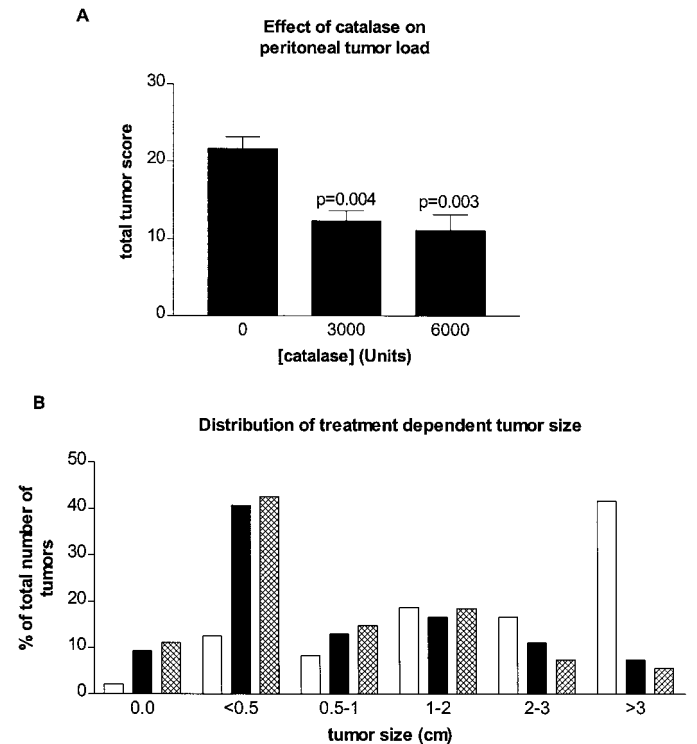 A
Effect of catalase on
peritoneal tumor load
total tumor score
30
20
10
0
p=0.004
p=0.003
0
3000
6000
[catalase] (Units)
B
Distribution of treatment dependent tumor size
% of total number of
tumors
50
40
30
20
10
0
0.0
<0.5
0.5-1
1-2
2-3
>3
tumor size (cm)